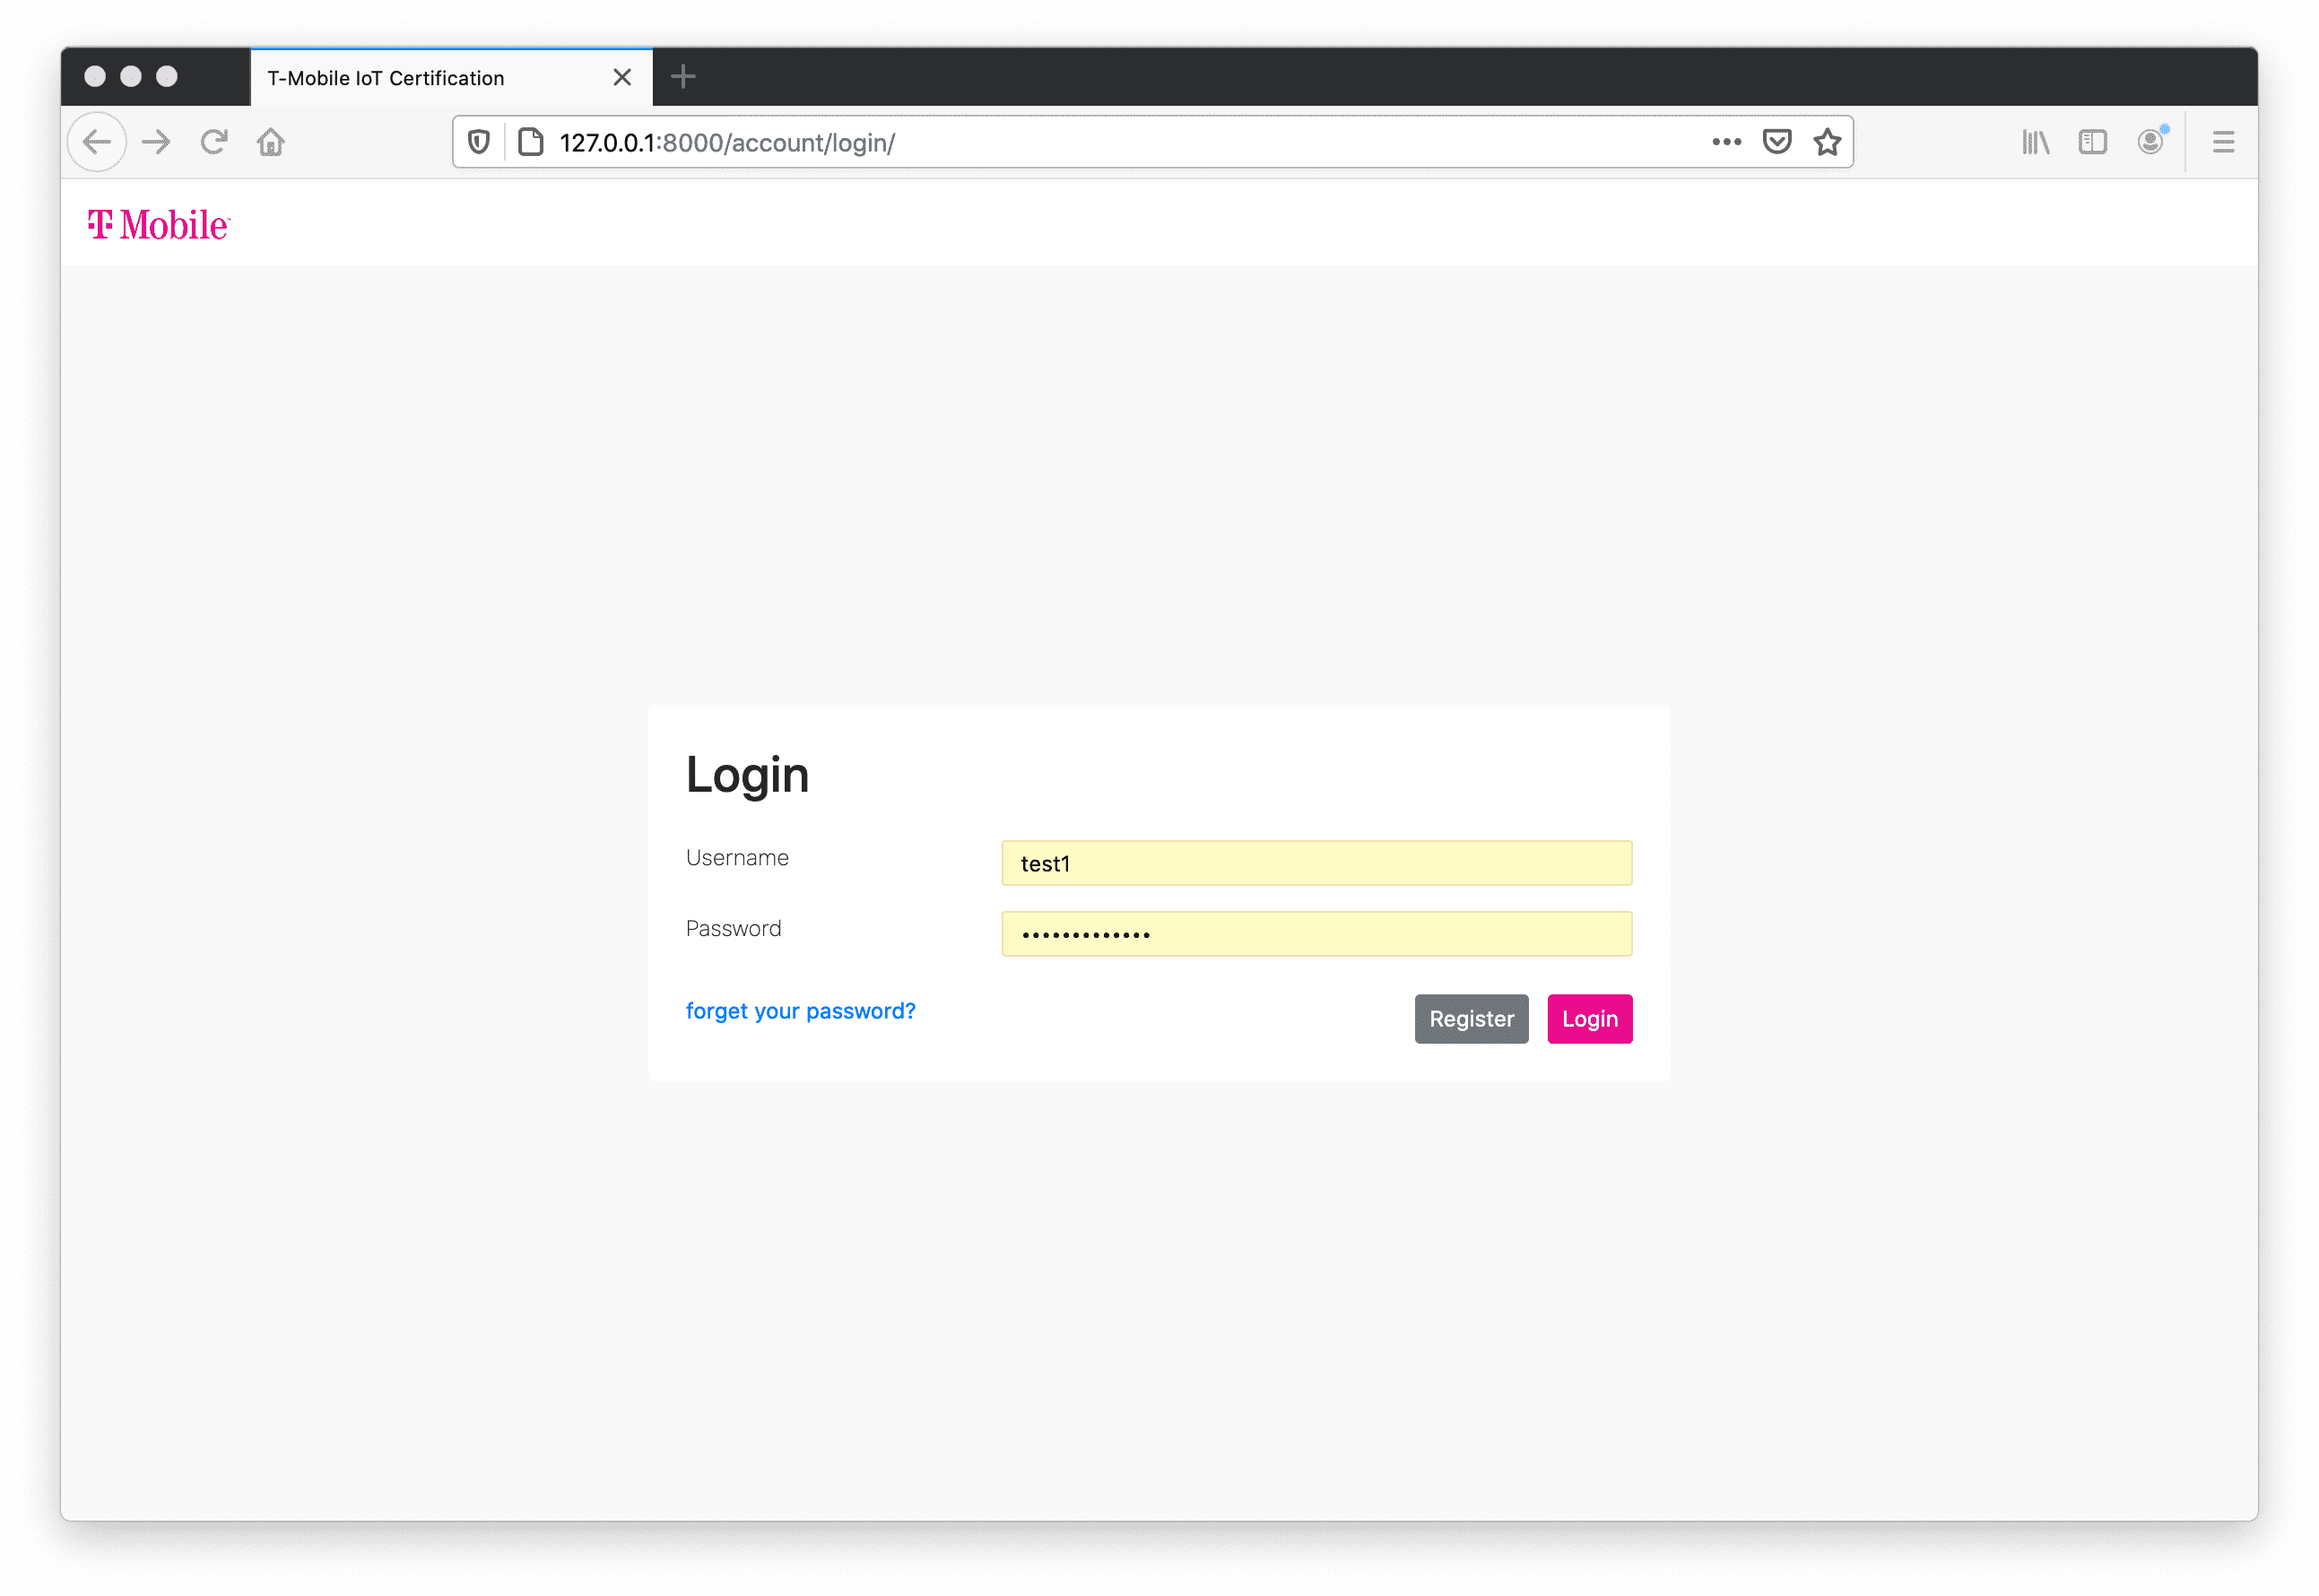 T-Mobile IoT Certification
127.0.0.1:8000/account/login/
T Mobile™
Login
Username
test1
Password
•••••••••••••
forget your password?
Register
Login